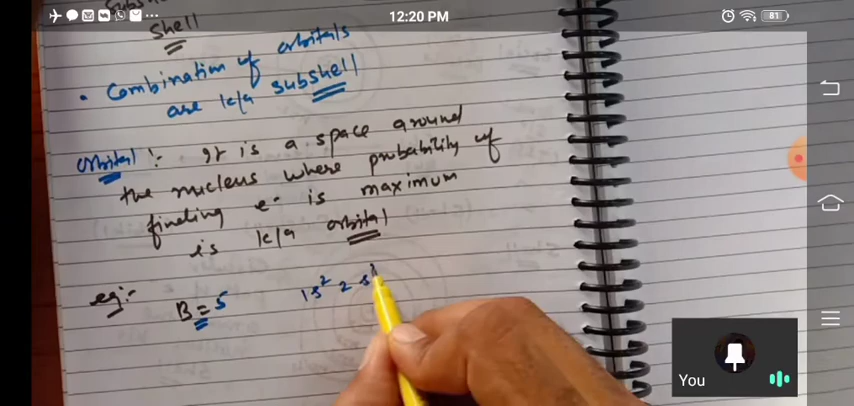 12:20 PM
81
shell
• Combination of orbitals
are k/a subshell
orbital :- It is a space around
the nucleus where probability of
finding e⁻ is maximum
is k/a orbital
eg:- B = 5 1s² 2s
You